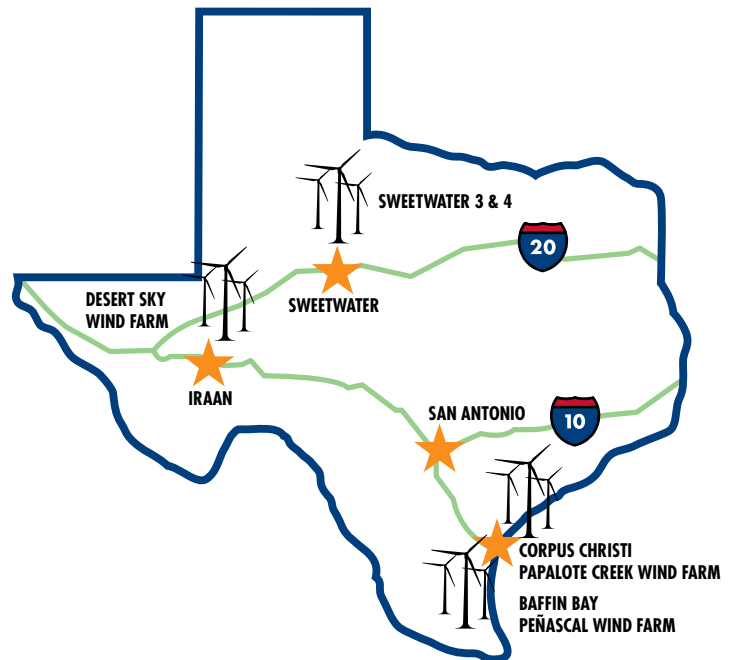 SWEETWATER 3 & 4
20
DESERT SKY
WIND FARM
SWEETWATER
IRAAN
SAN ANTONIO
10
CORPUS CHRISTI
PAPALOTE CREEK WIND FARM
BAFFIN BAY
PEÑASCAL WIND FARM